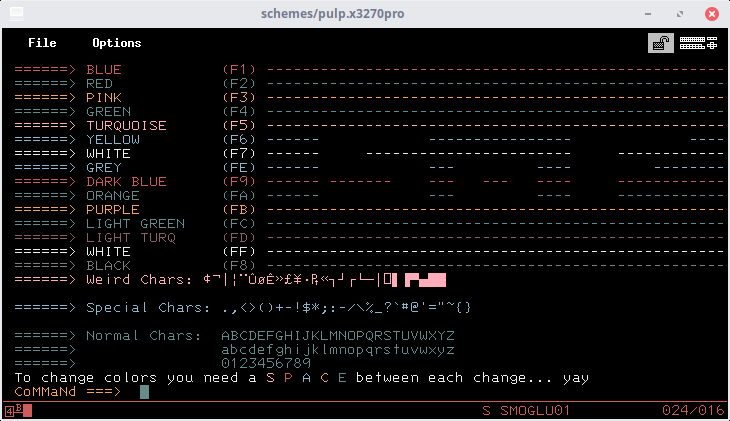 schemes/pulp.x3270pro
File Options
======> BLUE (F1) ----------------------------------------------------
======> RED (F2) ----------------------------------------------------
======> PINK (F3) ----------------------------------------------------
======> GREEN (F4) ----------------------------------------------------
======> TURQUOISE (F5) ----------------------------------------------------
======> YELLOW (F6) ------ ---------------- --------------
======> WHITE (F7) ------ ---------------- ------------
======> GREY (FE) ------ ---------------- --------
======> DARK BLUE (F9) ------ --- --- ------ ---
======> ORANGE (FA) ------ --- ---
======> PURPLE (FB) ----------------------------------------------------
======> LIGHT GREEN (FC) ----------------------------------------------------
======> LIGHT TURQ (FD) ----------------------------------------------------
======> WHITE (FF) ----------------------------------------------------
======> BLACK (F8) ----------------------------------------------------
======> Weird Chars: ¢¬|¦¨ÛøÊ»£¥·
======> Special Chars: .,<>()+-!$*;:-/\%_?`#@'="~{}
======> Normal Chars: ABCDEFGHIJKLMNOPQRSTUVWXYZ
======> abcdefghijklmnopqrstuvwxyz
======> 0123456789
To change colors you need a S P A C E between each change... yay
CoMMaNd ===>
4 B S SMOGLU01 024/016